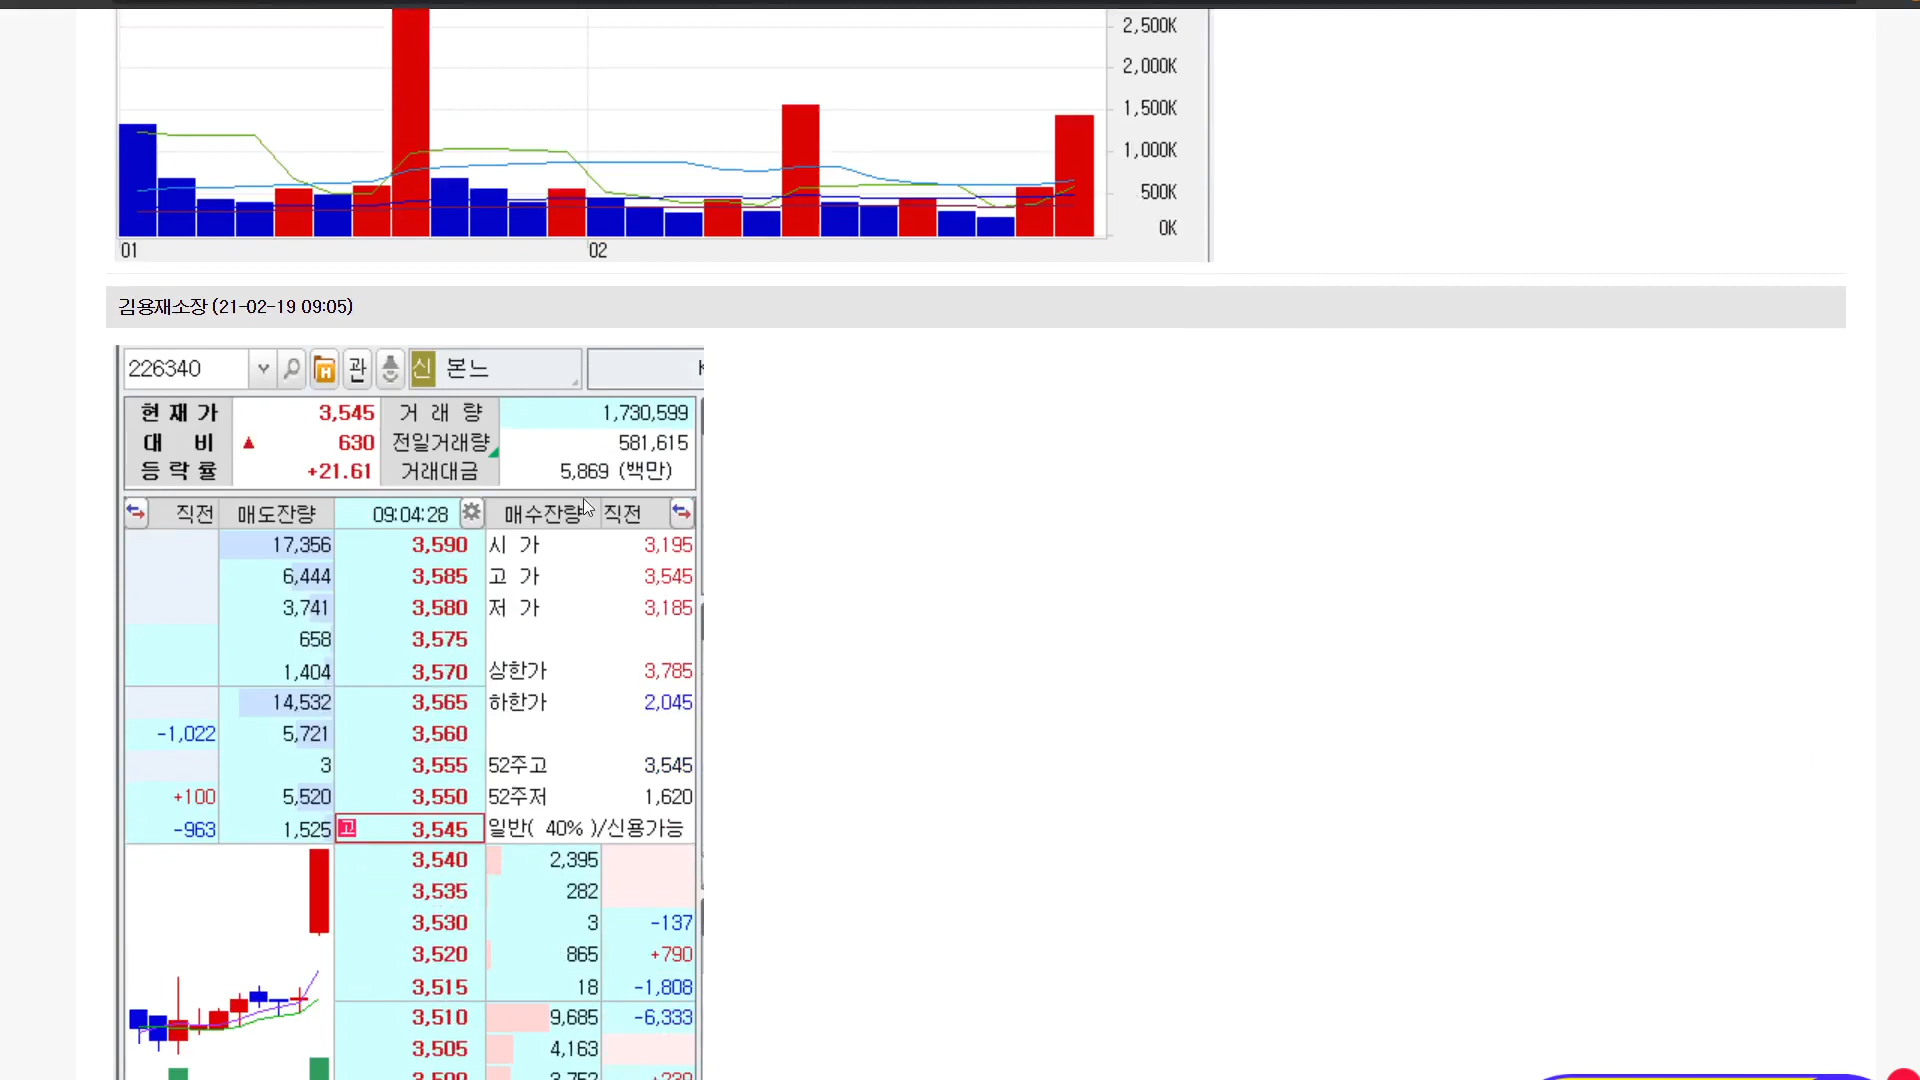 2,500K
2,000K
1,500K
1,000K
500K
0K
01 02
김용재소장 (21-02-19 09:05)
226340 관 신 본느
현 재 가 3,545 거 래 량 1,730,599
대 비 ▲ 630 전일거래량 581,615
등 락 률 +21.61 거래대금 5,869 (백만)
직전 매도잔량 09:04:28 매수잔량 직전
17,356 3,590 시 가 3,195
6,444 3,585 고 가 3,545
3,741 3,580 저 가 3,185
658 3,575
1,404 3,570 상한가 3,785
14,532 3,565 하한가 2,045
-1,022 5,721 3,560
3 3,555 52주고 3,545
+100 5,520 3,550 52주저 1,620
-963 1,525 고 3,545 일반( 40% )/신용가능
3,540 2,395
3,535 282
3,530 3 -137
3,520 865 +790
3,515 18 -1,808
3,510 9,685 -6,333
3,505 4,163
3,500 3,752